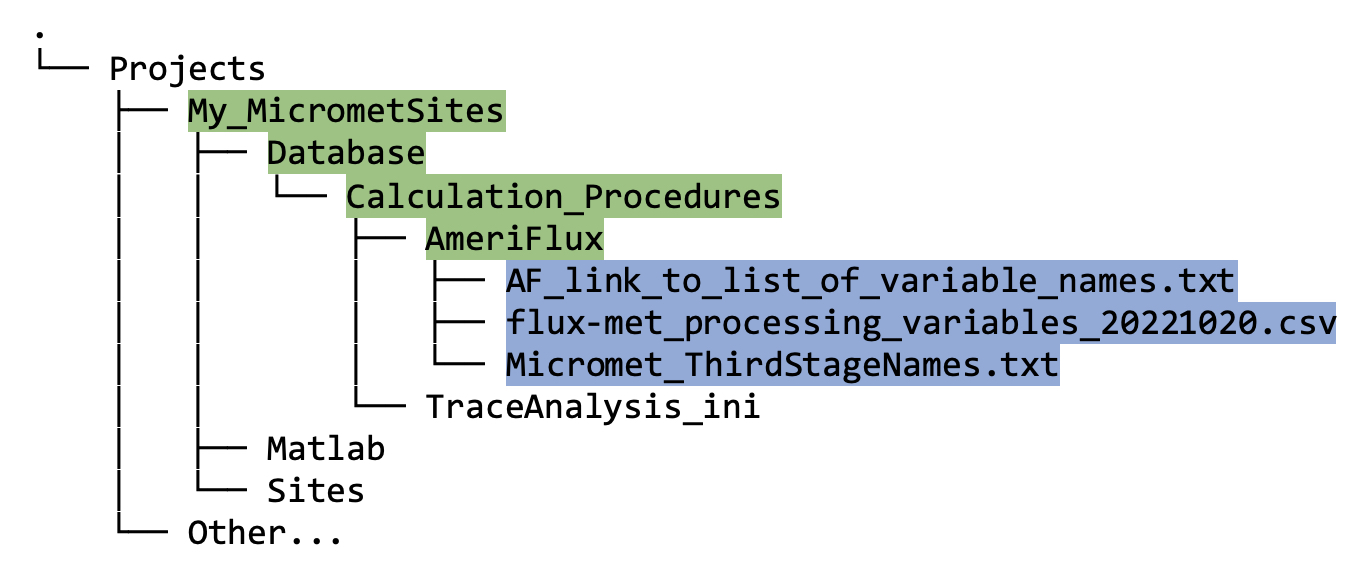 .
└── Projects
    ├── My_MicrometSites
    │   ├── Database
    │   │   └── Calculation_Procedures
    │   │       ├── AmeriFlux
    │   │       │   ├── AF_link_to_list_of_variable_names.txt
    │   │       │   ├── flux-met_processing_variables_20221020.csv
    │   │       │   └── Micromet_ThirdStageNames.txt
    │   │       └── TraceAnalysis_ini
    │   ├── Matlab
    │   └── Sites
    └── Other...